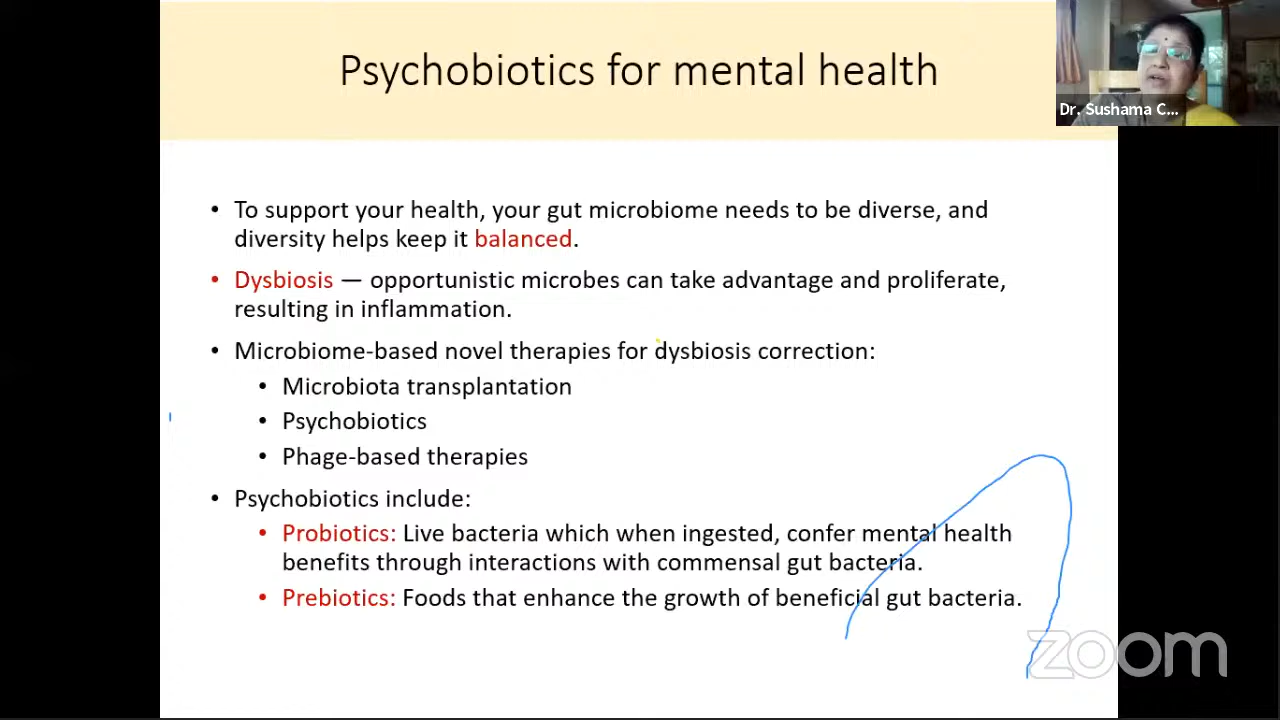 Psychobiotics for mental health
Dr. Sushama C...
• To support your health, your gut microbiome needs to be diverse, and
diversity helps keep it balanced.
• Dysbiosis — opportunistic microbes can take advantage and proliferate,
resulting in inflammation.
• Microbiome-based novel therapies for dysbiosis correction:
• Microbiota transplantation
• Psychobiotics
• Phage-based therapies
• Psychobiotics include:
• Probiotics: Live bacteria which when ingested, confer mental health
benefits through interactions with commensal gut bacteria.
• Prebiotics: Foods that enhance the growth of beneficial gut bacteria.
zoom